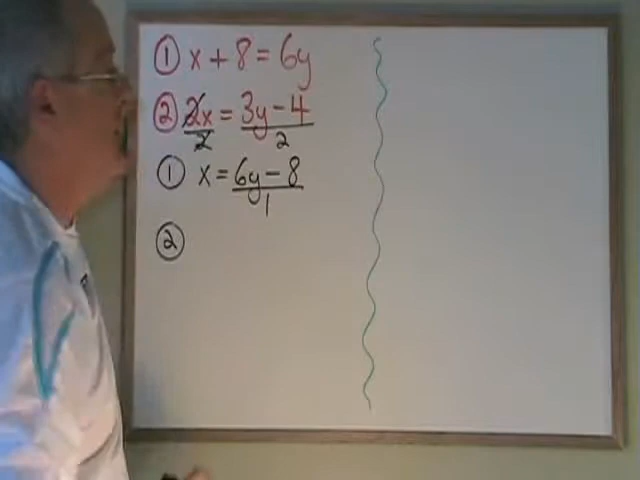 ① x + 8 = 6y
② 2x/2 = 3y - 4/2
① x = 6y - 8/1
②